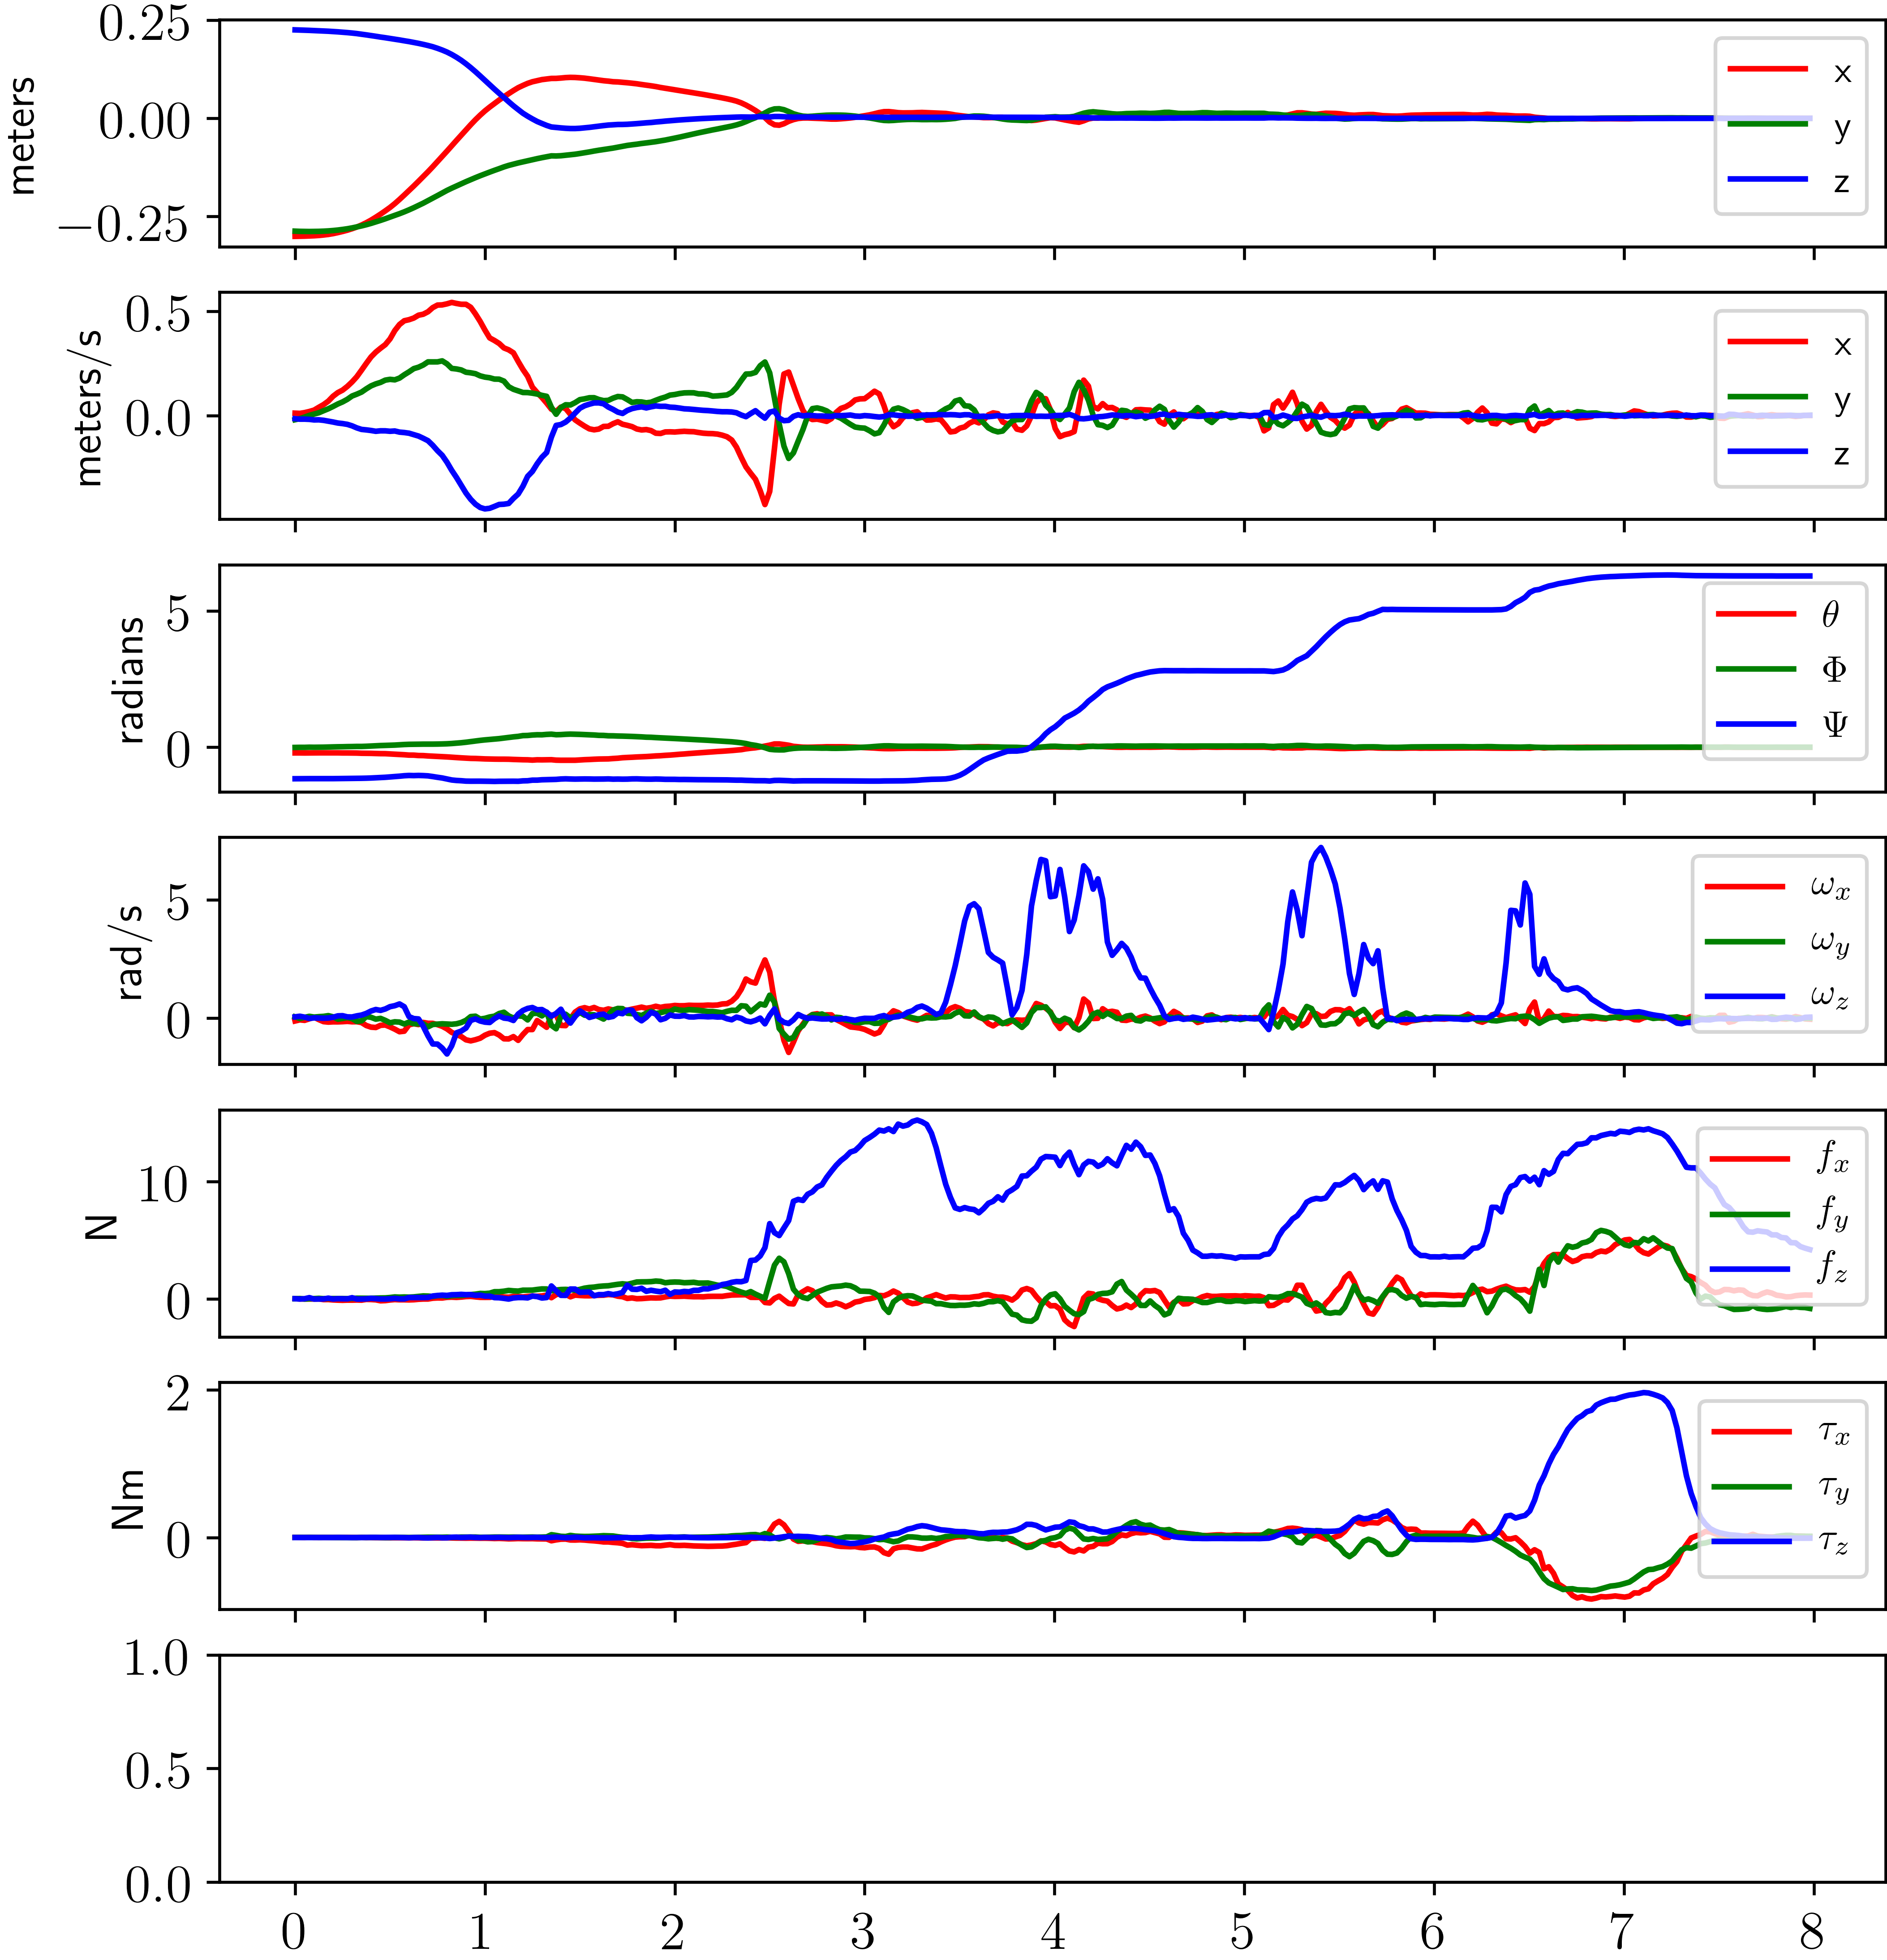 meters
0.25
0.00
−0.25
x
y
z
meters/s
0.5
0.0
x
y
z
radians
5
0
θ
Φ
Ψ
rad/s
5
0
ωx
ωy
ωz
N
10
0
fx
fy
fz
Nm
2
0
τx
τy
τz
1.0
0.5
0.0
0 1 2 3 4 5 6 7 8